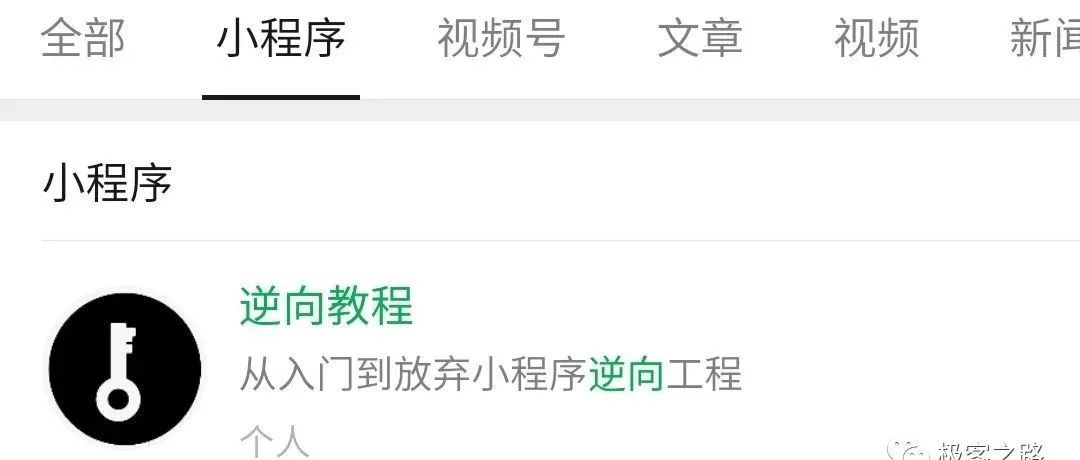 全部 小程序 视频号 文章 视频 新闻
小程序
逆向教程
从入门到放弃小程序逆向工程
个人
极客之路